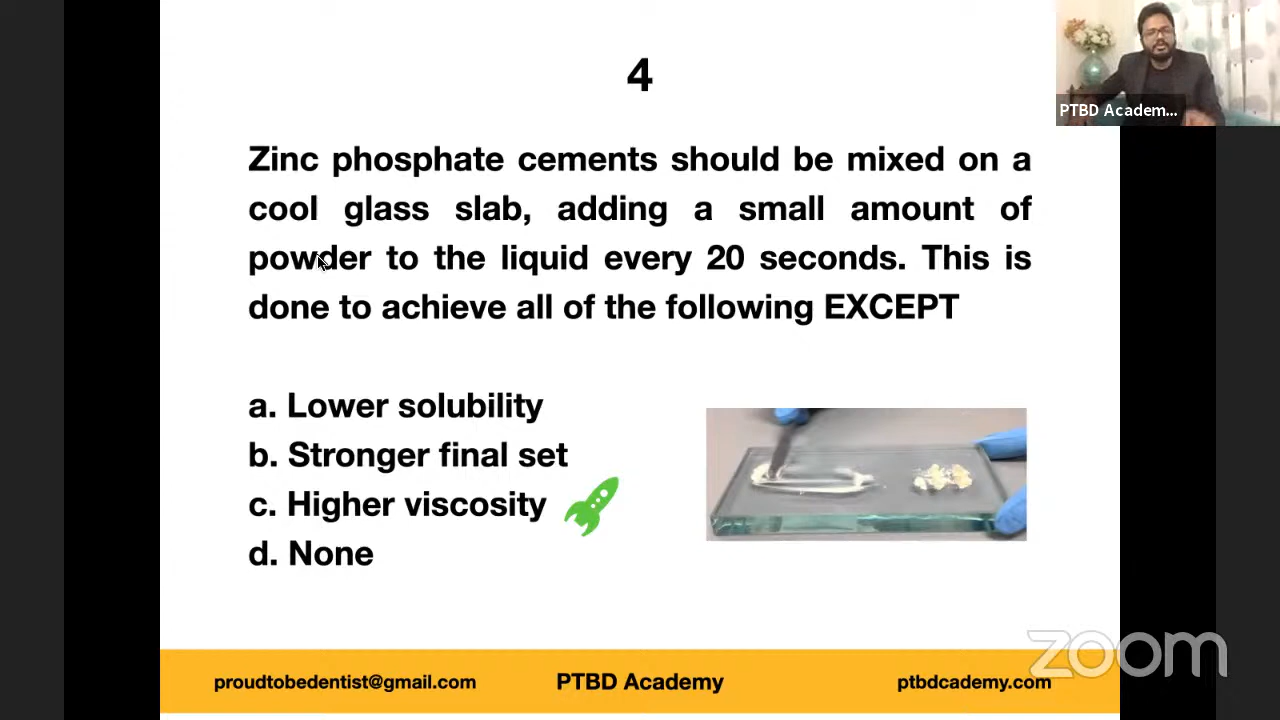 4
PTBD Academ...
Zinc phosphate cements should be mixed on a
cool glass slab, adding a small amount of
powder to the liquid every 20 seconds. This is
done to achieve all of the following EXCEPT
a. Lower solubility
b. Stronger final set
c. Higher viscosity
d. None
zoom
proudtobedentist@gmail.com PTBD Academy ptbdcademy.com